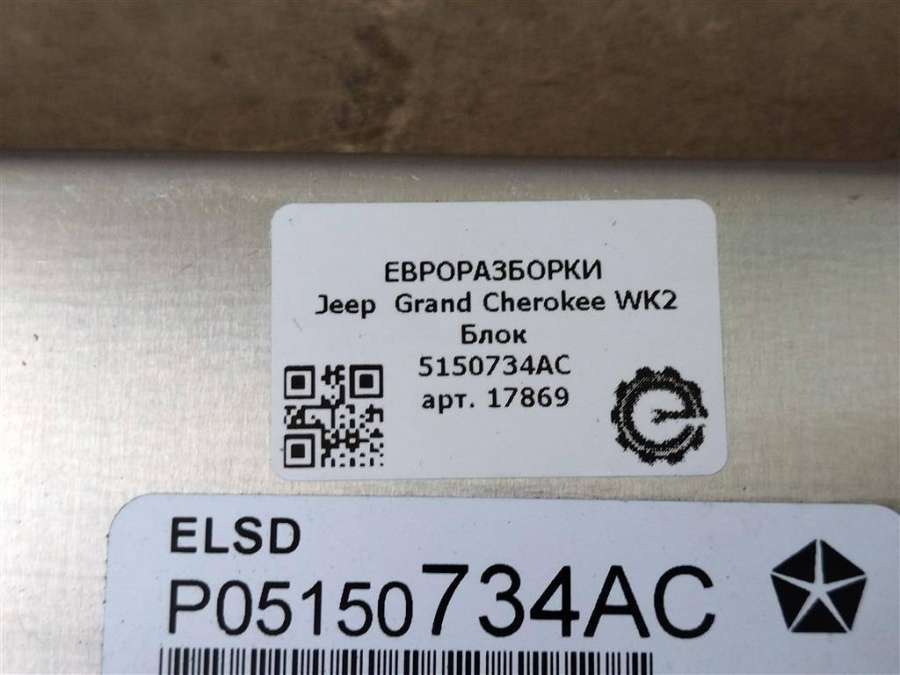 ЕВРОРАЗБОРКИ
Jeep Grand Cherokee WK2
Блок
5150734AC
арт. 17869
ELSD
P05150734AC